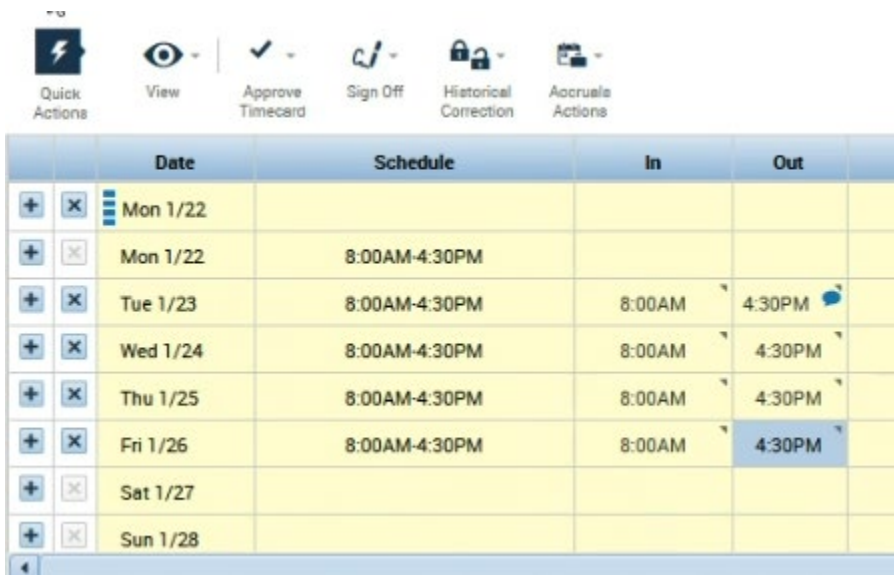 Quick Actions
View
Approve Timecard
Sign Off
Historical Correction
Accruals Actions
Date Schedule In Out
Mon 1/22
Mon 1/22 8:00AM-4:30PM
Tue 1/23 8:00AM-4:30PM 8:00AM 4:30PM
Wed 1/24 8:00AM-4:30PM 8:00AM 4:30PM
Thu 1/25 8:00AM-4:30PM 8:00AM 4:30PM
Fri 1/26 8:00AM-4:30PM 8:00AM 4:30PM
Sat 1/27
Sun 1/28